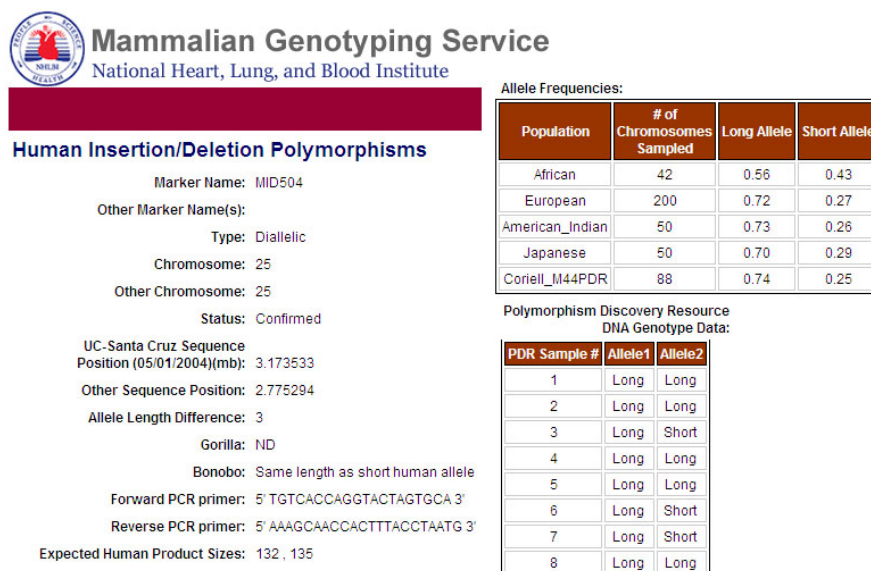 PEOPLE SCIENCE HEALTH
NHLBI
Mammalian Genotyping Service
National Heart, Lung, and Blood Institute
Human Insertion/Deletion Polymorphisms
Marker Name: MID504
Other Marker Name(s):
Type: Diallelic
Chromosome: 25
Other Chromosome: 25
Status: Confirmed
UC-Santa Cruz Sequence
Position (05/01/2004)(mb): 3.173533
Other Sequence Position: 2.775294
Allele Length Difference: 3
Gorilla: ND
Bonobo: Same length as short human allele
Forward PCR primer: 5' TGTCACCAGGTACTAGTGCA 3'
Reverse PCR primer: 5' AAAGCAACCACTTTACCTAATG 3'
Expected Human Product Sizes: 132 , 135
Allele Frequencies:
Population # of Chromosomes Sampled Long Allele Short Allele
African 42 0.56 0.43
European 200 0.72 0.27
American_Indian 50 0.73 0.26
Japanese 50 0.70 0.29
Coriell_M44PDR 88 0.74 0.25
Polymorphism Discovery Resource
DNA Genotype Data:
PDR Sample # Allele1 Allele2
1 Long Long
2 Long Long
3 Long Short
4 Long Long
5 Long Long
6 Long Short
7 Long Short
8 Long Long